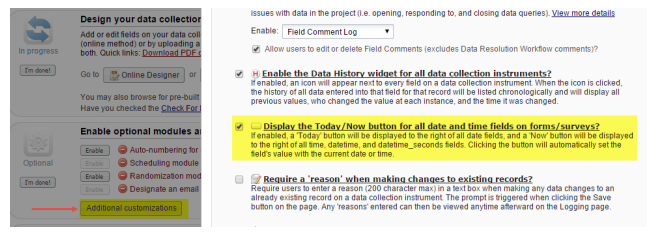 Design your data collection
Add or edit fields on your data coll
(online method) or by uploading a
both. Quick links: Download PDF o
In progress
I'm done!
Go to Online Designer or
You may also browse for pre-built
Have you checked the Check For I
Enable optional modules a
Enable Auto-numbering for
Optional
Enable Scheduling module
Enable Randomization mod
I'm done!
Enable Designate an email
Additional customizations
issues with data in the project (i.e. opening, responding to, and closing data queries). View more details
Enable: Field Comment Log
Allow users to edit or delete Field Comments (excludes Data Resolution Workflow comments)?
H Enable the Data History widget for all data collection instruments?
If enabled, an icon will appear next to every field on a data collection instrument. When the icon is clicked,
the history of all data entered into that field for that record will be listed chronologically and will display all
previous values, who changed the value at each instance, and the time it was changed.
Display the Today/Now button for all date and time fields on forms/surveys?
If enabled, a 'Today' button will be displayed to the right of all date fields, and a 'Now' button will be displayed
to the right of all time, datetime, and datetime_seconds fields. Clicking the button will automatically set the
field's value with the current date or time.
Require a 'reason' when making changes to existing records?
Require users to enter a reason (200 character max) in a text box when making any data changes to an
already existing record on a data collection instrument. The prompt is triggered when clicking the Save
button on the page. Any 'reasons' entered can then be viewed anytime afterward on the Logging page.